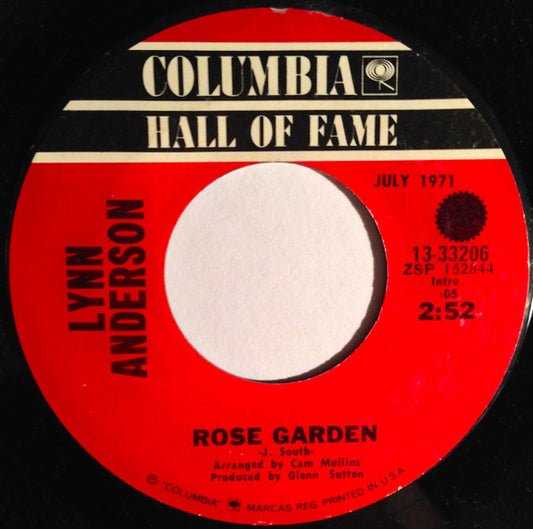 COLUMBIA
HALL OF FAME
JULY 1971
LYNN
ANDERSON
13-33206
ZSP 152844
Intro.
:05
2:52
ROSE GARDEN
-J. South-
Arranged by Cam Mullins
Produced by Glenn Sutton
℗ "COLUMBIA" MARCAS REG. PRINTED IN U.S.A.